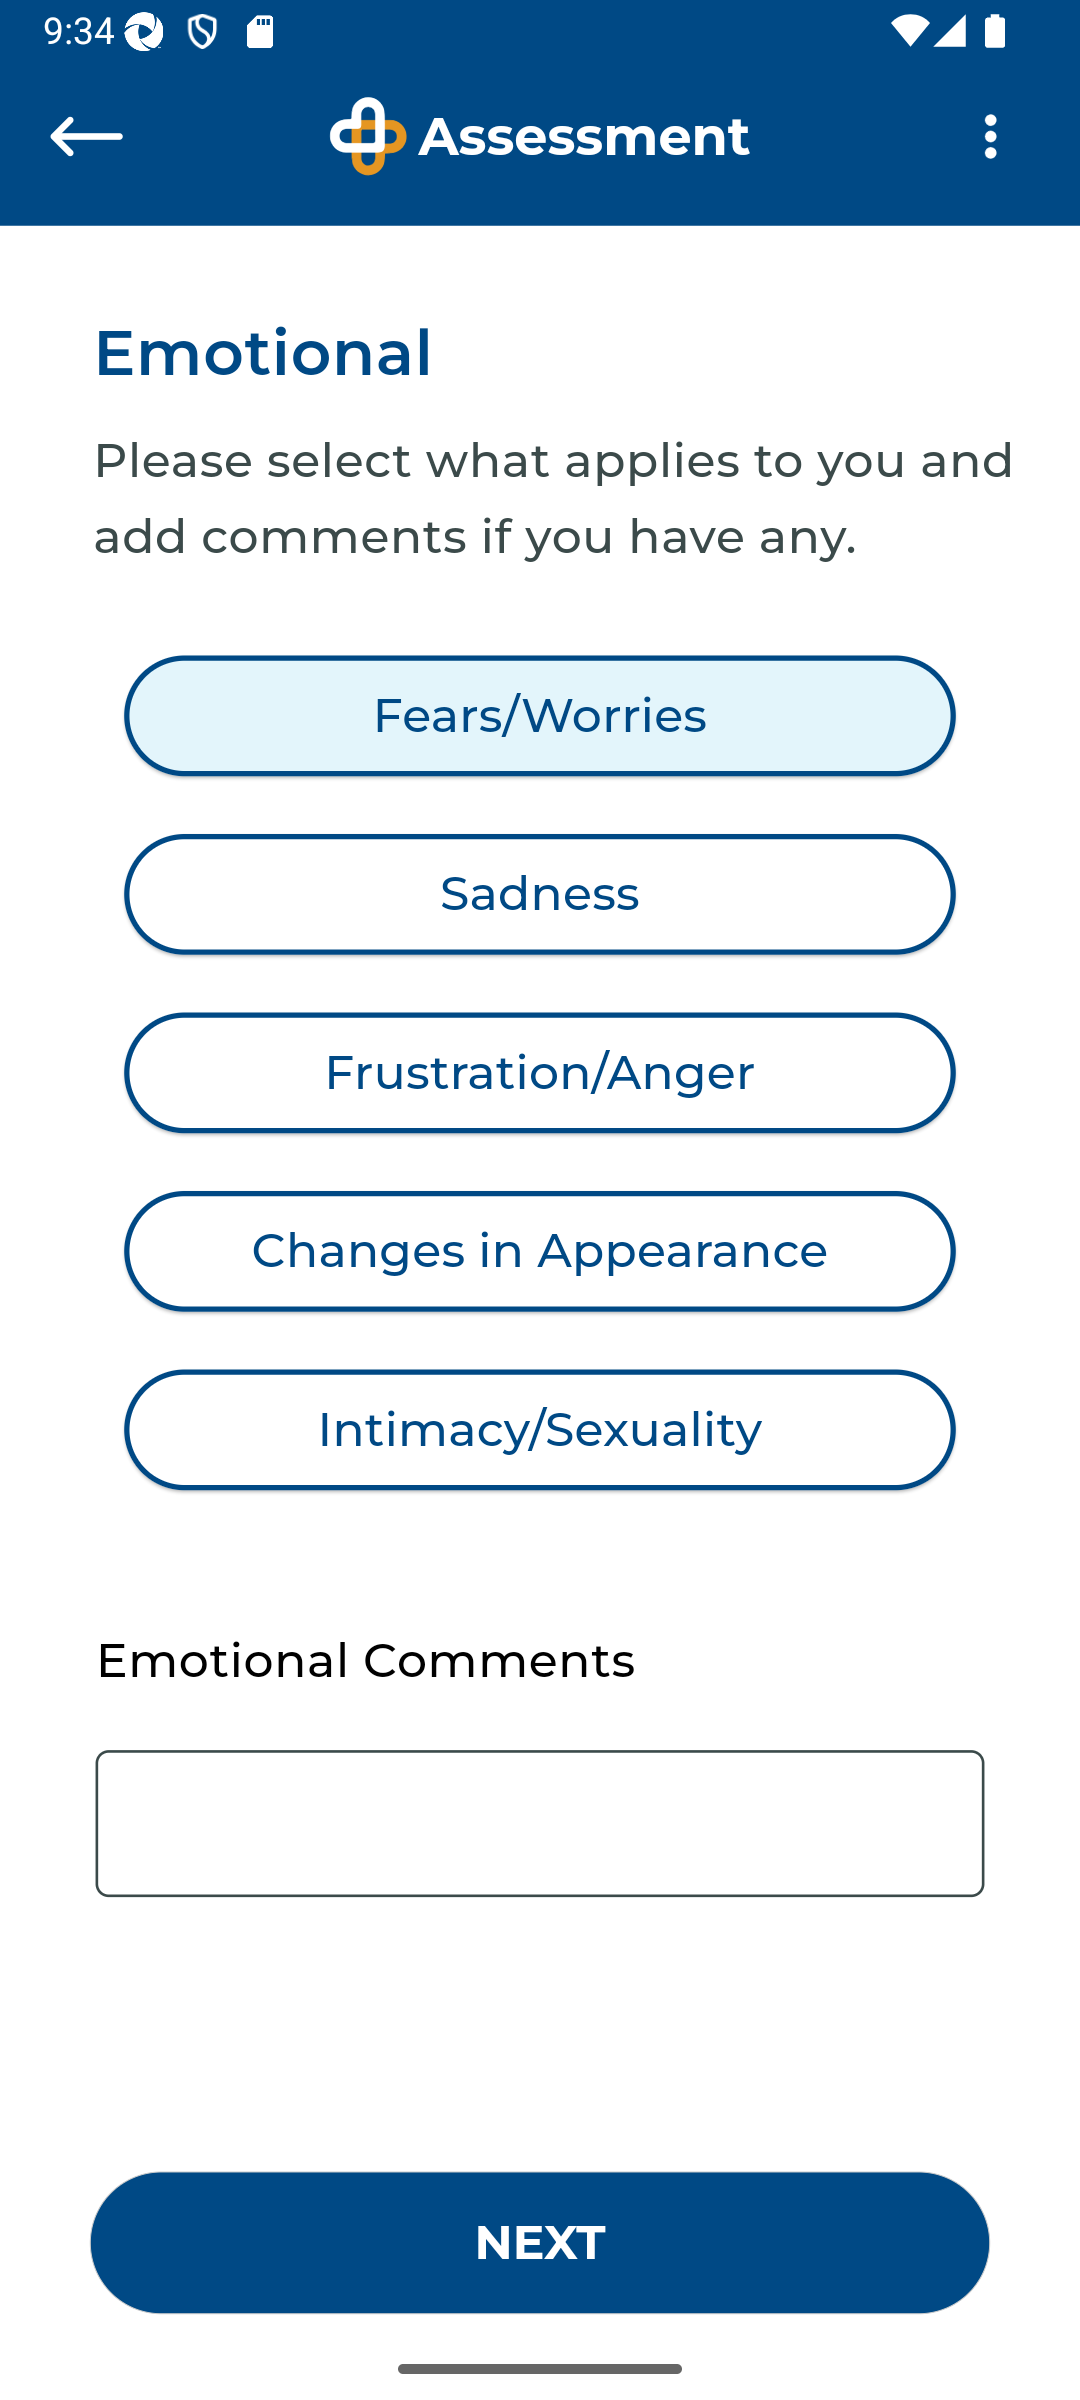 9:34
Assessment
Emotional
Please select what applies to you and
add comments if you have any.
Fears/Worries
Sadness
Frustration/Anger
Changes in Appearance
Intimacy/Sexuality
Emotional Comments
NEXT